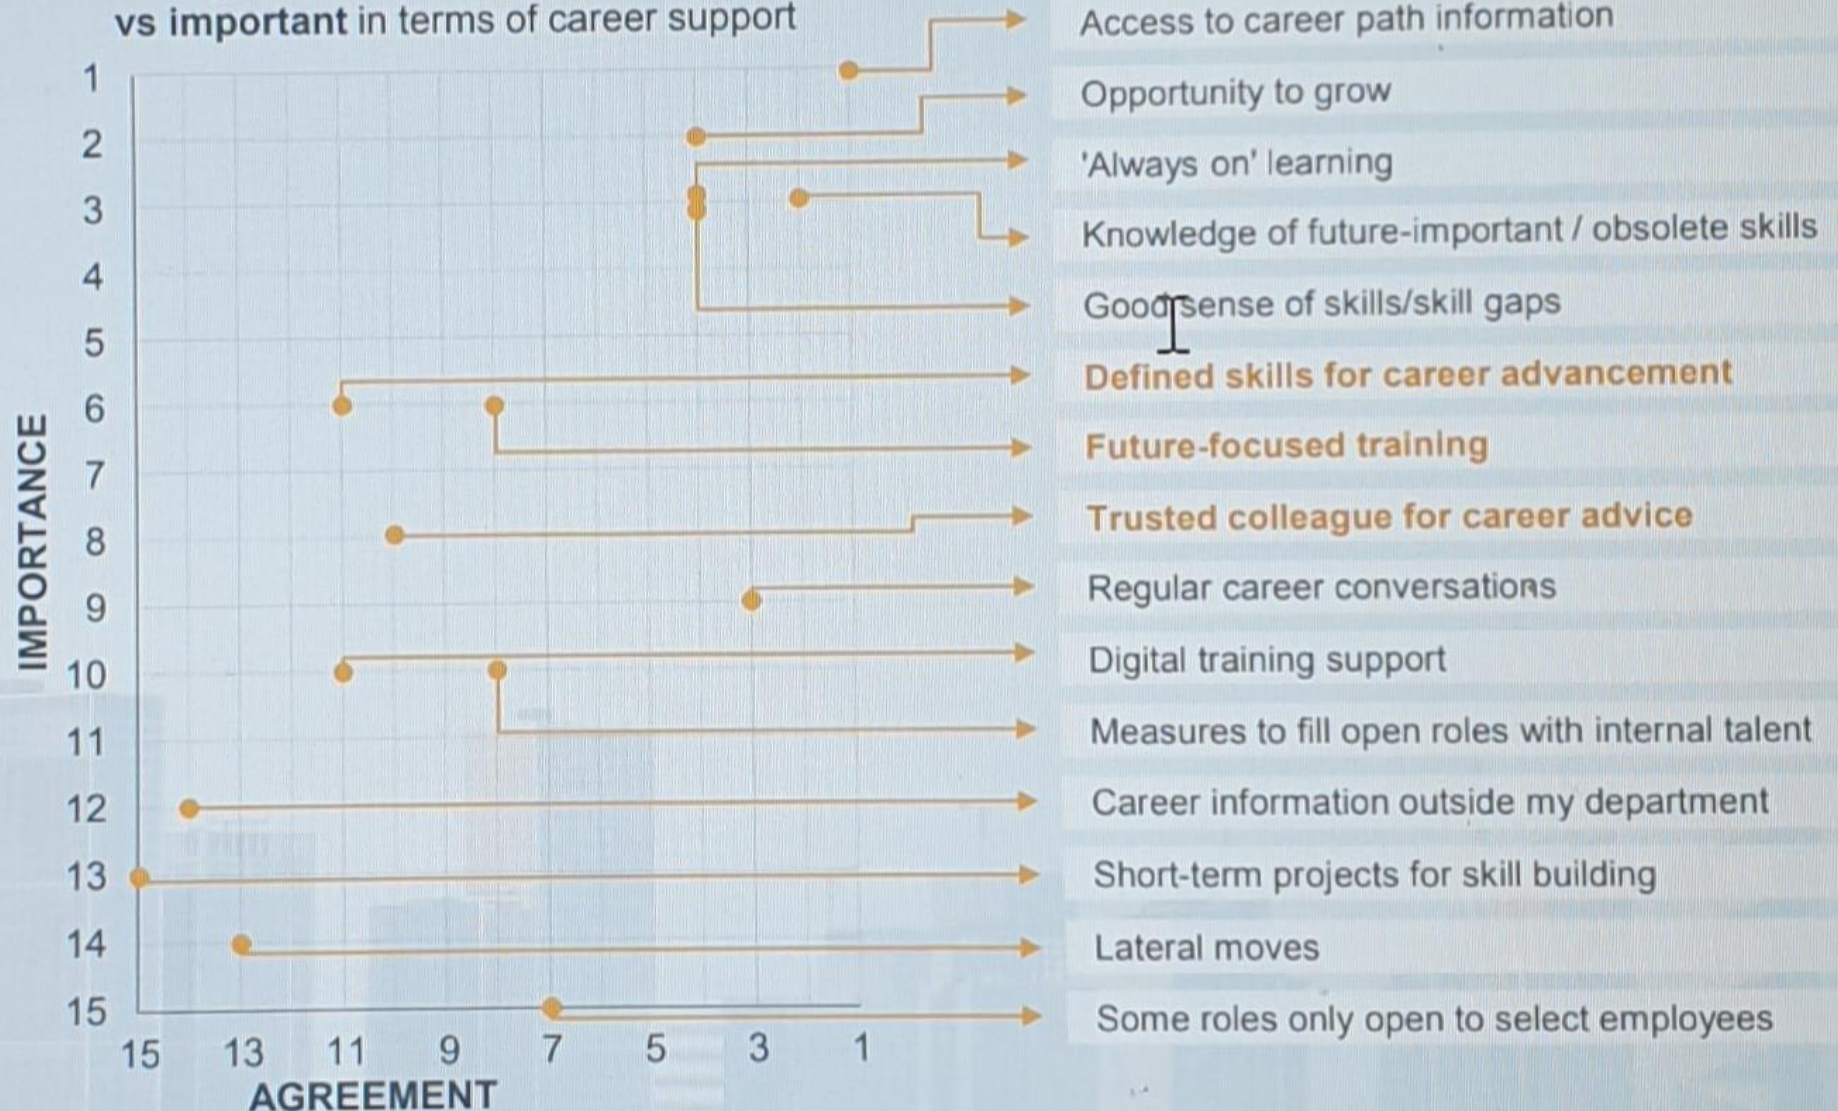 vs important in terms of career support
Access to career path information
Opportunity to grow
'Always on' learning
Knowledge of future-important / obsolete skills
Good sense of skills/skill gaps
Defined skills for career advancement
Future-focused training
Trusted colleague for career advice
Regular career conversations
Digital training support
Measures to fill open roles with internal talent
Career information outside my department
Short-term projects for skill building
Lateral moves
Some roles only open to select employees
IMPORTANCE
1
2
3
4
5
6
7
8
9
10
11
12
13
14
15
15 13 11 9 7 5 3 1
AGREEMENT